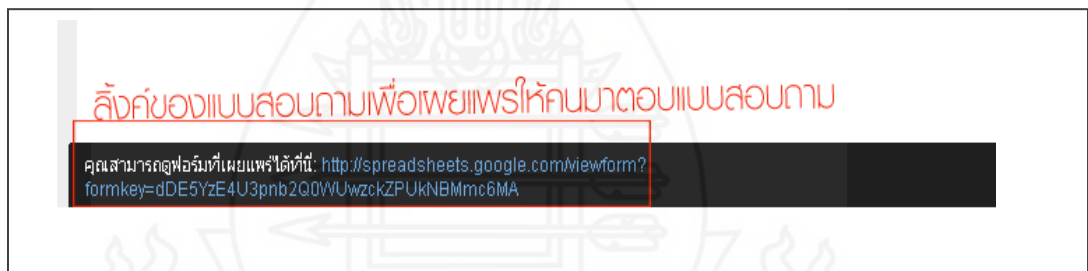 ลิ้งค์ของแบบสอบถามเพื่อเผยแพร่ให้คนมาตอบแบบสอบถาม
คุณสามารถดูฟอร์มที่เผยแพร่ได้ที่นี่: http://spreadsheets.google.com/viewform?
formkey=dDE5YzE4U3pnb2Q0WUwzckZPUkNBMmc6MA